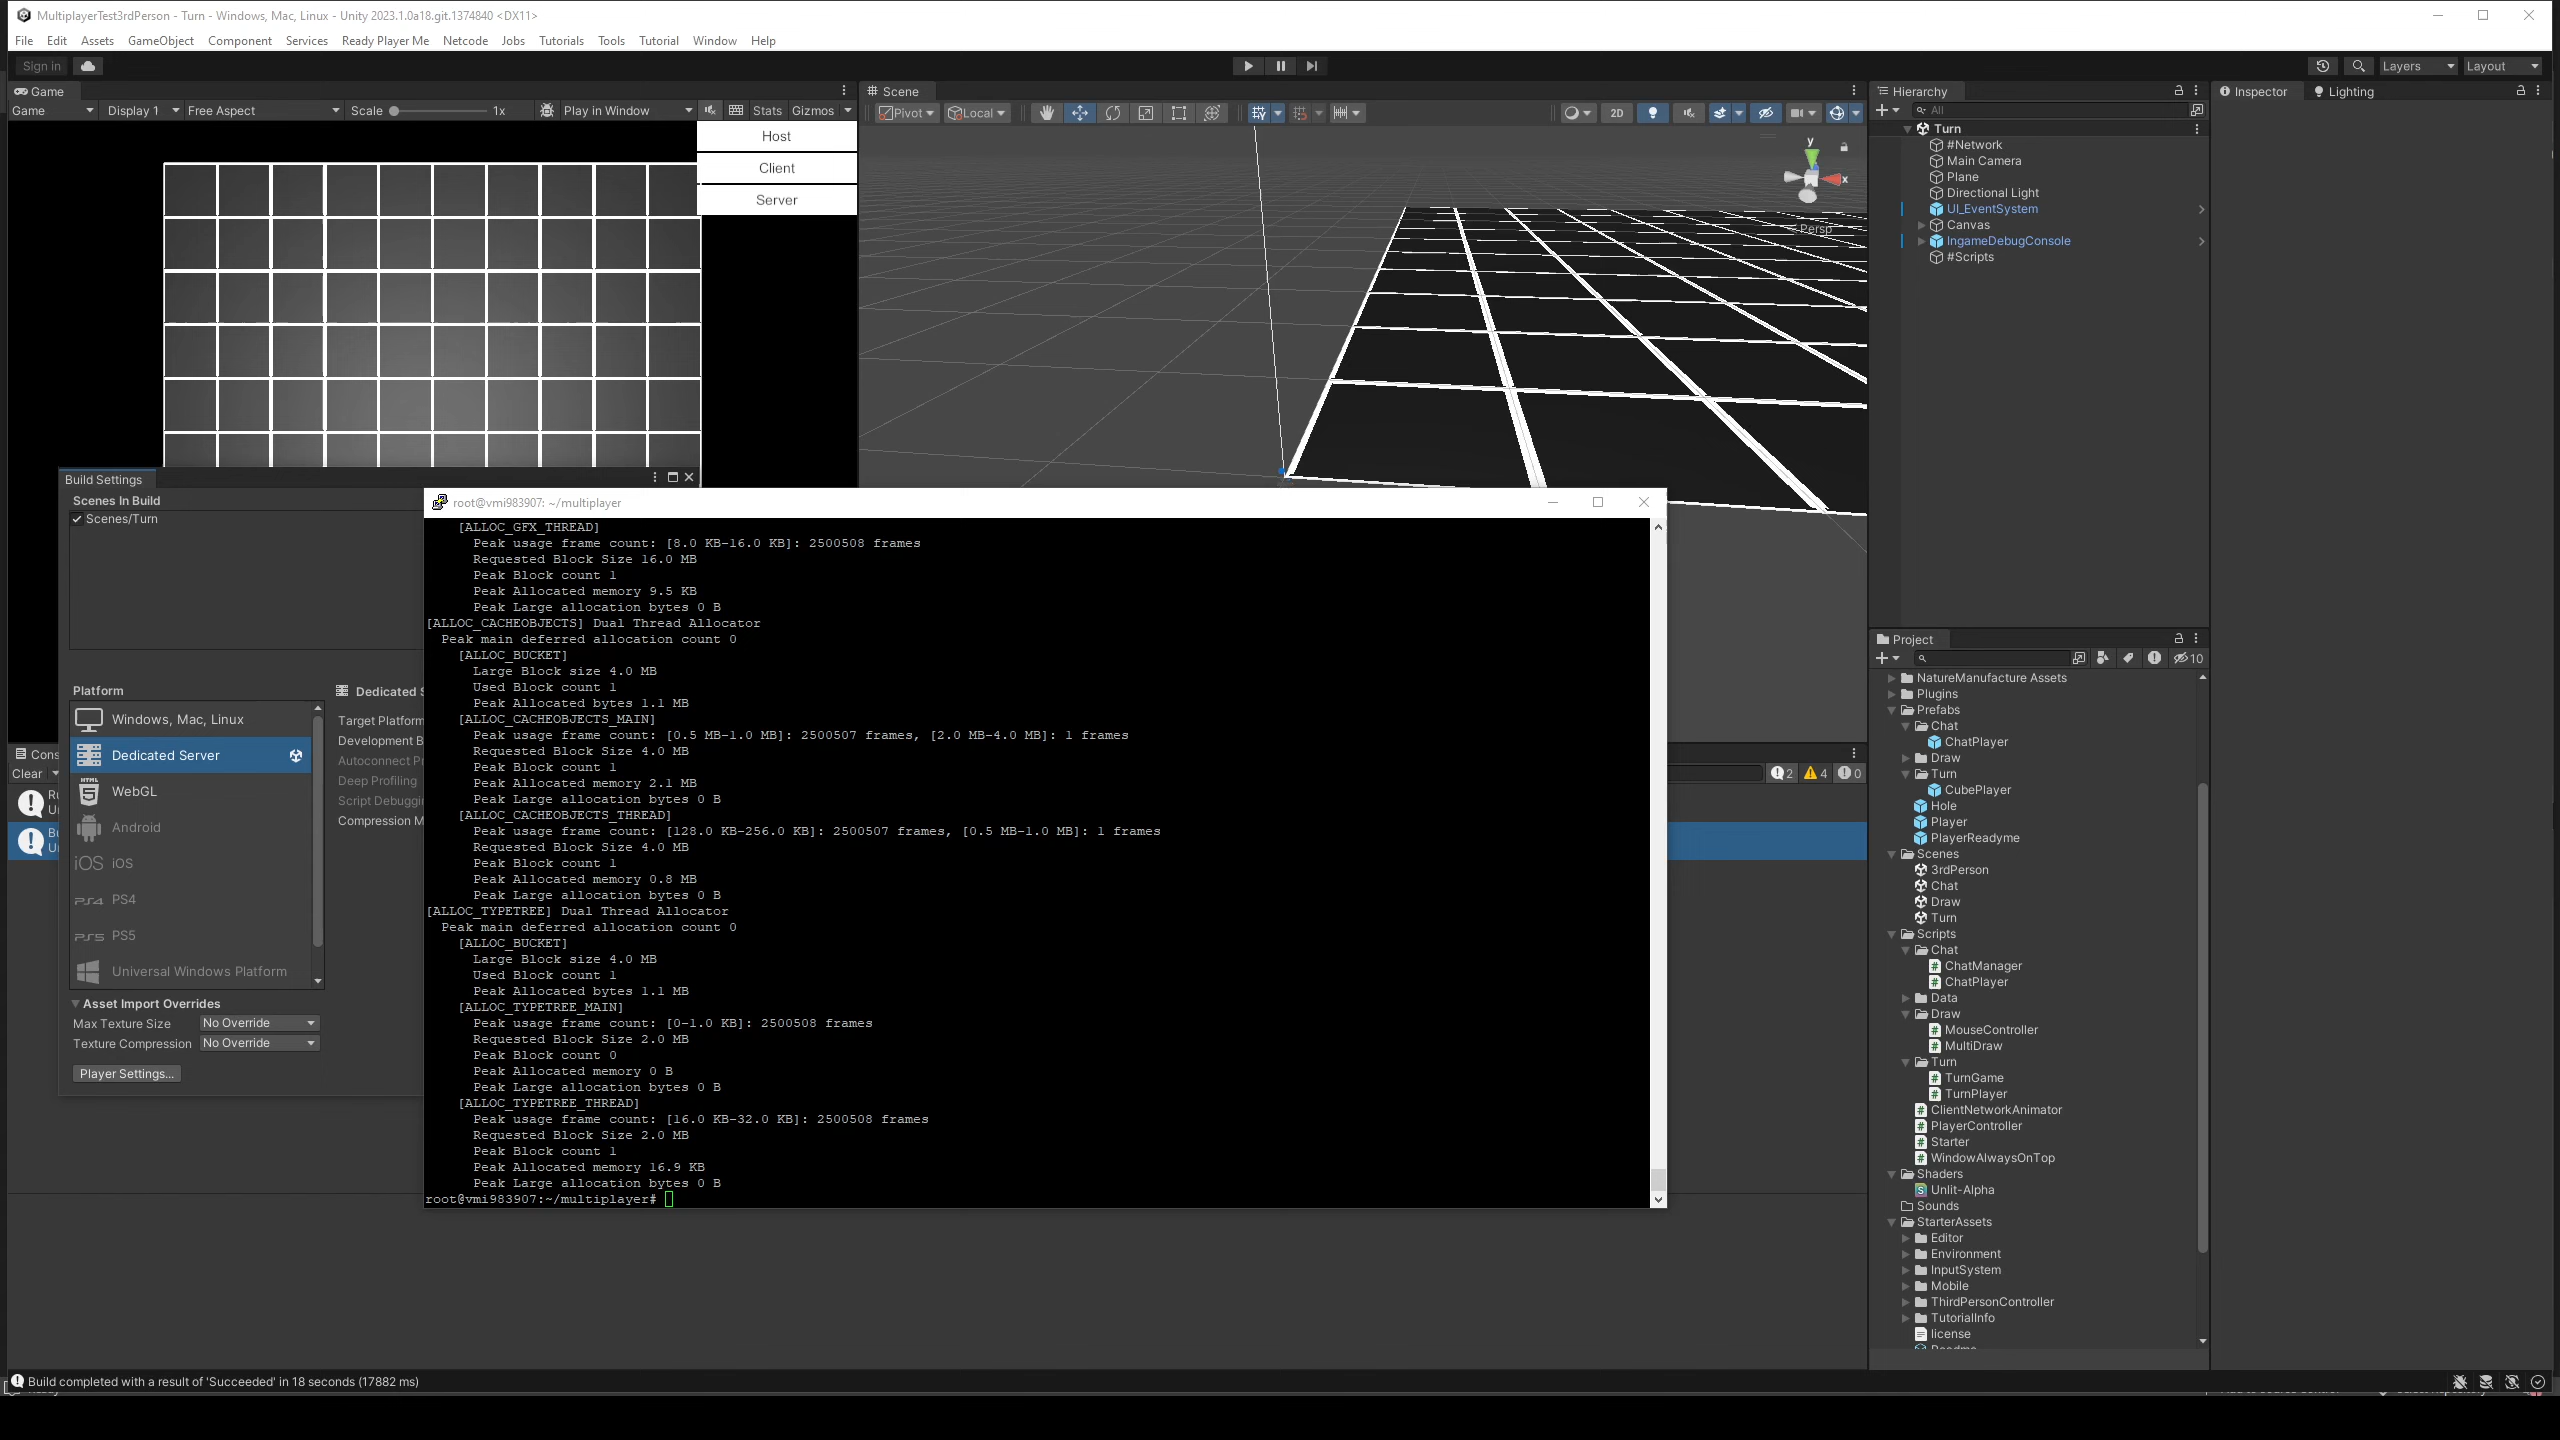 MultiplayerTest3rdPerson - Turn - Windows, Mac, Linux - Unity 2023.1.0a18.git.1374840 <DX11>
File Edit Assets GameObject Component Services Ready Player Me Netcode Jobs Tutorials Tools Tutorial Window Help
Sign in
Layers Layout
Game
Game Display 1 Free Aspect Scale 1x Play in Window Stats Gizmos
Host
Client
Server
Scene
Pivot Local 2D
y
x
Persp
Build Settings
Scenes In Build
Scenes/Turn
Platform
Windows, Mac, Linux
Dedicated Server
WebGL
Android
iOS iOS
PS4
PS5
Universal Windows Platform
Dedicated S
Target Platform
Development B
Autoconnect Pr
Deep Profiling
Script Debuggi
Compression M
Asset Import Overrides
Max Texture Size No Override
Texture Compression No Override
Player Settings...
Cons
Clear
2 4 0
root@vmi983907: ~/multiplayer
[ALLOC_GFX_THREAD]
Peak usage frame count: [8.0 KB-16.0 KB]: 2500508 frames
Requested Block Size 16.0 MB
Peak Block count 1
Peak Allocated memory 9.5 KB
Peak Large allocation bytes 0 B
[ALLOC_CACHEOBJECTS] Dual Thread Allocator
Peak main deferred allocation count 0
[ALLOC_BUCKET]
Large Block size 4.0 MB
Used Block count 1
Peak Allocated bytes 1.1 MB
[ALLOC_CACHEOBJECTS_MAIN]
Peak usage frame count: [0.5 MB-1.0 MB]: 2500507 frames, [2.0 MB-4.0 MB]: 1 frames
Requested Block Size 4.0 MB
Peak Block count 1
Peak Allocated memory 2.1 MB
Peak Large allocation bytes 0 B
[ALLOC_CACHEOBJECTS_THREAD]
Peak usage frame count: [128.0 KB-256.0 KB]: 2500507 frames, [0.5 MB-1.0 MB]: 1 frames
Requested Block Size 4.0 MB
Peak Block count 1
Peak Allocated memory 0.8 MB
Peak Large allocation bytes 0 B
[ALLOC_TYPETREE] Dual Thread Allocator
Peak main deferred allocation count 0
[ALLOC_BUCKET]
Large Block size 4.0 MB
Used Block count 1
Peak Allocated bytes 1.1 MB
[ALLOC_TYPETREE_MAIN]
Peak usage frame count: [0-1.0 KB]: 2500508 frames
Requested Block Size 2.0 MB
Peak Block count 0
Peak Allocated memory 0 B
Peak Large allocation bytes 0 B
[ALLOC_TYPETREE_THREAD]
Peak usage frame count: [16.0 KB-32.0 KB]: 2500508 frames
Requested Block Size 2.0 MB
Peak Block count 1
Peak Allocated memory 16.9 KB
Peak Large allocation bytes 0 B
root@vmi983907:~/multiplayer#
Hierarchy
All
Turn
#Network
Main Camera
Plane
Directional Light
UI_EventSystem
Canvas
IngameDebugConsole
#Scripts
Project
10
NatureManufacture Assets
Plugins
Prefabs
Chat
ChatPlayer
Draw
Turn
CubePlayer
Hole
Player
PlayerReadyme
Scenes
3rdPerson
Chat
Draw
Turn
Scripts
Chat
ChatManager
ChatPlayer
Data
Draw
MouseController
MultiDraw
Turn
TurnGame
TurnPlayer
ClientNetworkAnimator
PlayerController
Starter
WindowAlwaysOnTop
Shaders
Unlit-Alpha
Sounds
StarterAssets
Editor
Environment
InputSystem
Mobile
ThirdPersonController
TutorialInfo
license
Inspector Lighting
Build completed with a result of 'Succeeded' in 18 seconds (17882 ms)